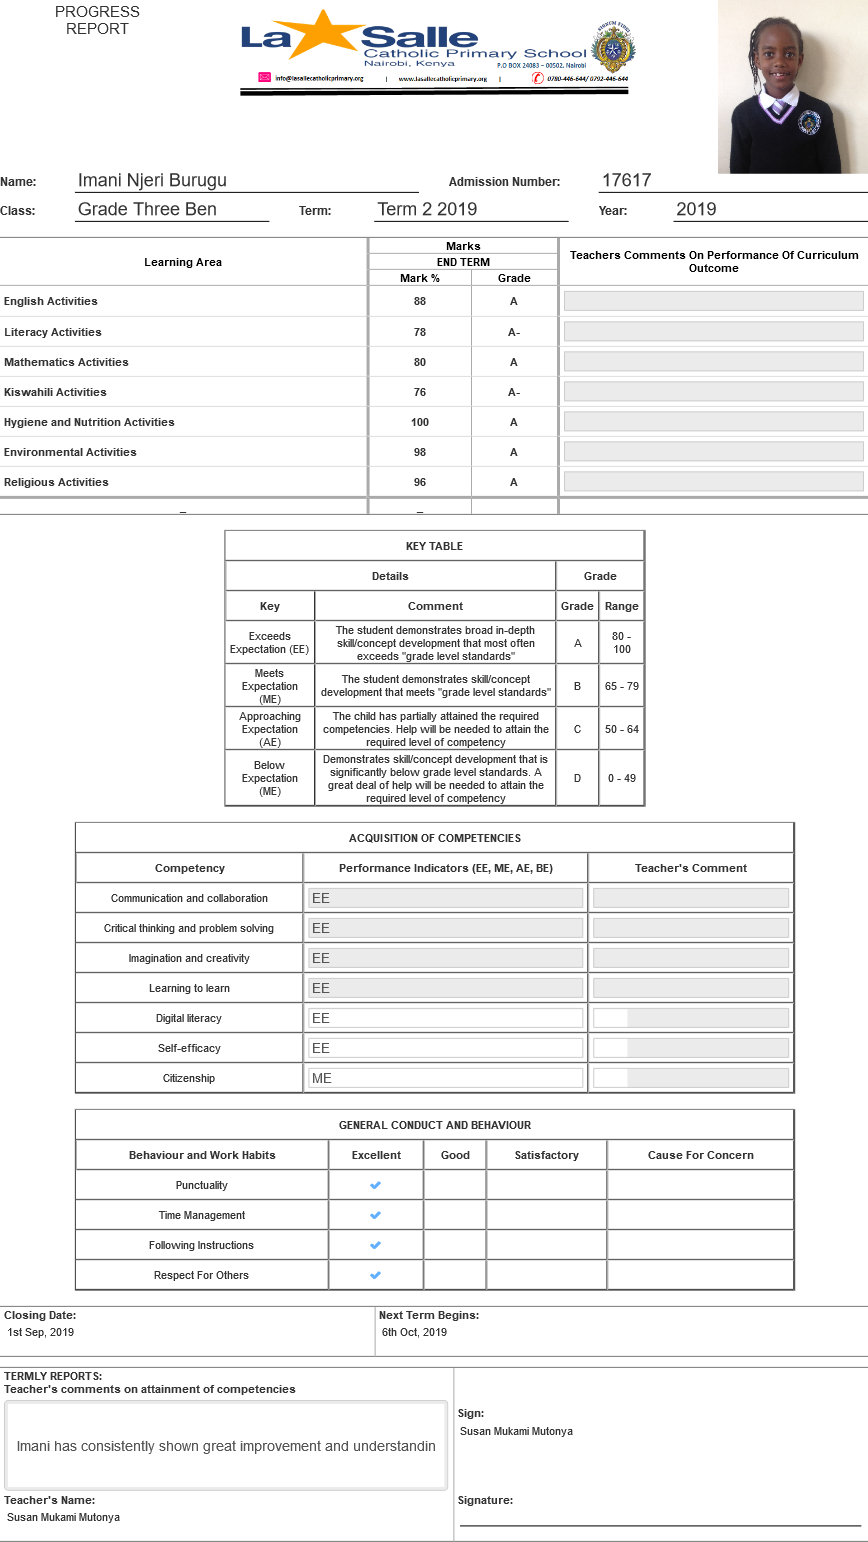 PROGRESS
REPORT
La Salle
Catholic Primary School
Nairobi, Kenya
P.O BOX 24083 – 00502, Nairobi
info@lasallecatholicprimary.org | www.lasallecatholicprimary.org | 0780-446-644/ 0792-446-644
Name: Imani Njeri Burugu Admission Number: 17617
Class: Grade Three Ben Term: Term 2 2019 Year: 2019
Learning Area
Marks
END TERM
Mark % Grade
Teachers Comments On Performance Of Curriculum
Outcome
English Activities 88 A
Literacy Activities 78 A-
Mathematics Activities 80 A
Kiswahili Activities 76 A-
Hygiene and Nutrition Activities 100 A
Environmental Activities 98 A
Religious Activities 96 A
_ _
KEY TABLE
Details Grade
Key Comment Grade Range
Exceeds
Expectation (EE)
The student demonstrates broad in-depth
skill/concept development that most often
exceeds "grade level standards"
A
80 -
100
Meets
Expectation
(ME)
The student demonstrates skill/concept
development that meets "grade level standards"
B
65 - 79
Approaching
Expectation
(AE)
The child has partially attained the required
competencies. Help will be needed to attain the
required level of competency
C
50 - 64
Below
Expectation
(ME)
Demonstrates skill/concept development that is
significantly below grade level standards. A
great deal of help will be needed to attain the
required level of competency
D
0 - 49
ACQUISITION OF COMPETENCIES
Competency Performance Indicators (EE, ME, AE, BE) Teacher's Comment
Communication and collaboration EE
Critical thinking and problem solving EE
Imagination and creativity EE
Learning to learn EE
Digital literacy EE
Self-efficacy EE
Citizenship ME
GENERAL CONDUCT AND BEHAVIOUR
Behaviour and Work Habits Excellent Good Satisfactory Cause For Concern
Punctuality
Time Management
Following Instructions
Respect For Others
Closing Date: Next Term Begins:
1st Sep, 2019 6th Oct, 2019
TERMLY REPORTS:
Teacher's comments on attainment of competencies
Imani has consistently shown great improvement and understandin
Teacher's Name:
Susan Mukami Mutonya
Sign:
Susan Mukami Mutonya
Signature: